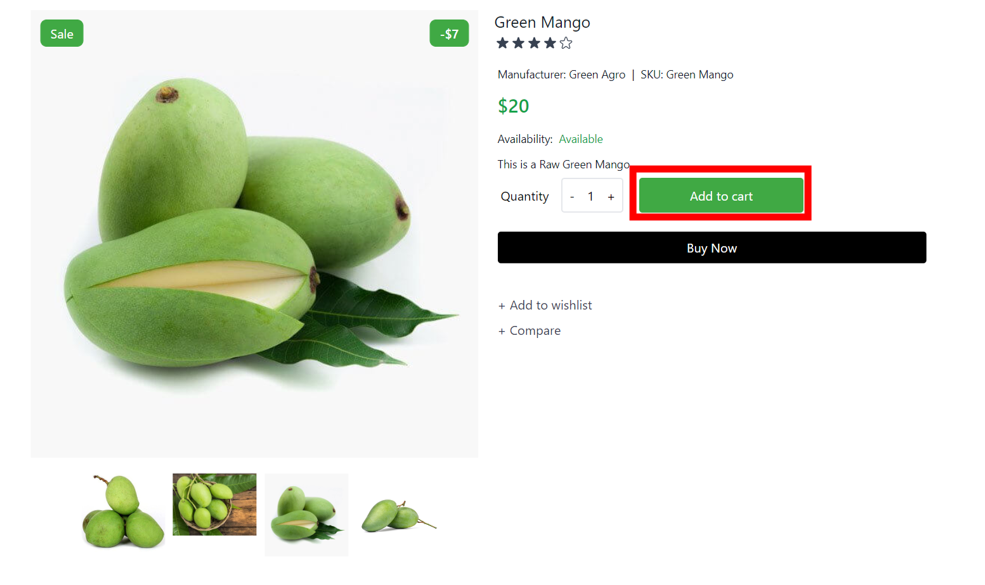 Sale
-$7
Green Mango
Manufacturer: Green Agro | SKU: Green Mango
$20
Availability: Available
This is a Raw Green Mango
Quantity - 1 + Add to cart
Buy Now
+ Add to wishlist
+ Compare